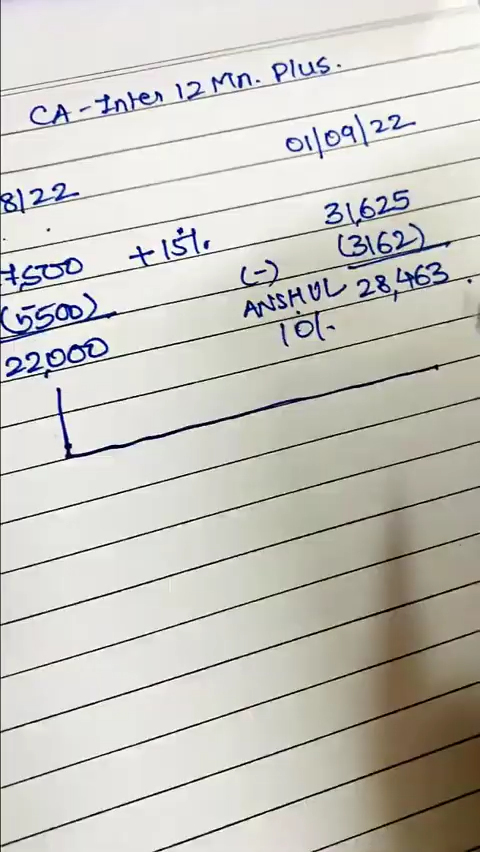 CA-Inter 12 Mn. Plus.
01/09/22
8/22
7,500 +15%. 31,625
(5500) (-) (3162)
22,000 ANSHUL 28,463.
10%.